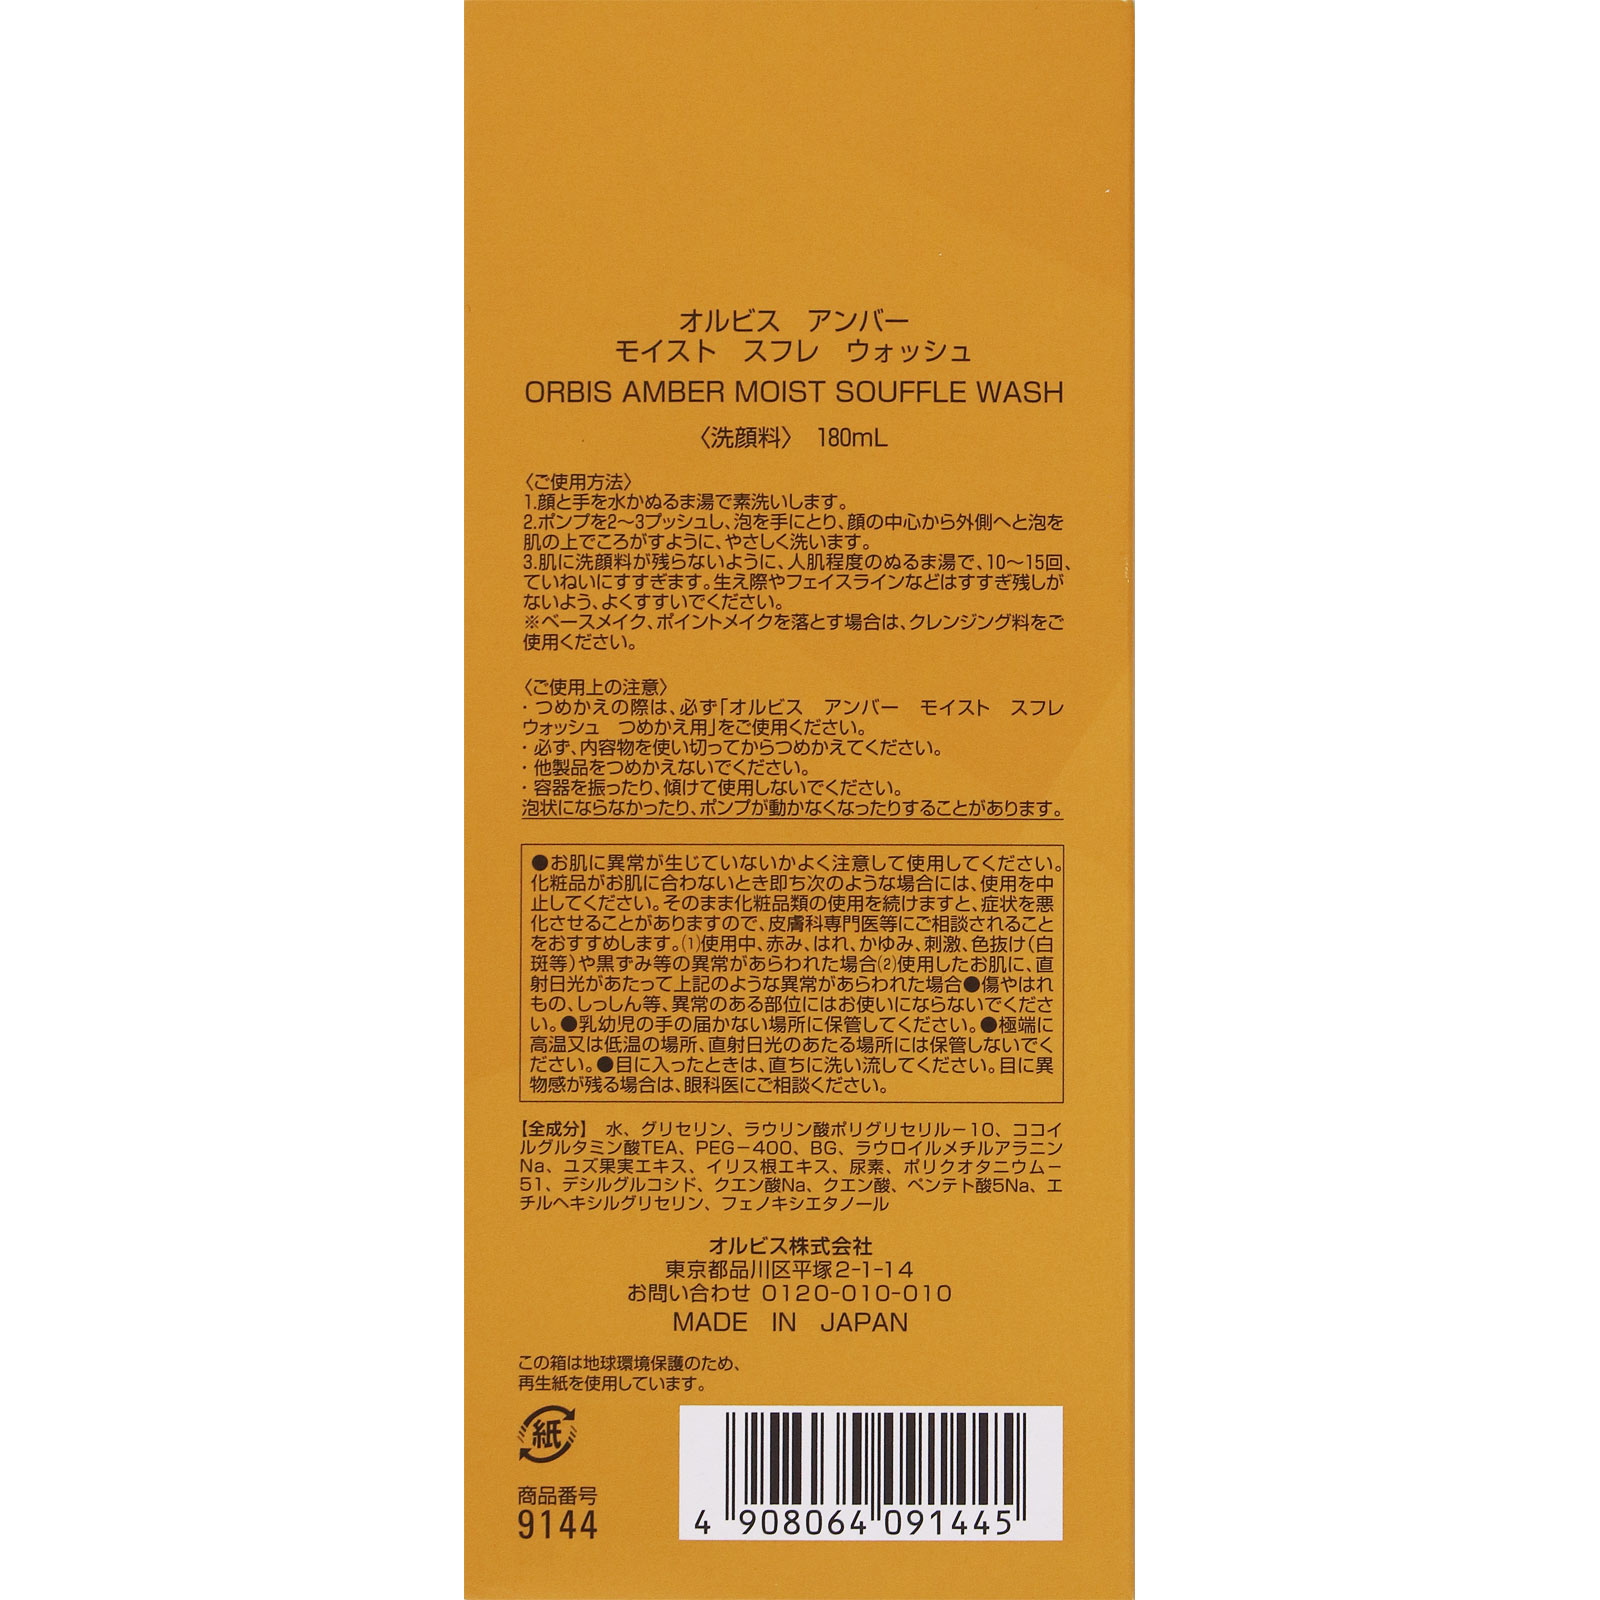 オルビス　アンバー
モイスト　スフレ　ウォッシュ
ORBIS AMBER MOIST SOUFFLE WASH
〈洗顔料〉　180mL
〈ご使用方法〉
1.顔と手を水かぬるま湯で素洗いします。
2.ポンプを2〜3プッシュし、泡を手にとり、顔の中心から外側へと泡を
肌の上でころがすように、やさしく洗います。
3.肌に洗顔料が残らないように、人肌程度のぬるま湯で、10〜15回、
ていねいにすすぎます。生え際やフェイスラインなどはすすぎ残しが
ないよう、よくすすいでください。
※ベースメイク、ポイントメイクを落とす場合は、クレンジング料をご
使用ください。
〈ご使用上の注意〉
・つめかえの際は、必ず「オルビス　アンバー　モイスト　スフレ
ウォッシュ　つめかえ用」をご使用ください。
・必ず、内容物を使い切ってからつめかえてください。
・他製品をつめかえないでください。
・容器を振ったり、傾けて使用しないでください。
泡状にならなかったり、ポンプが動かなくなったりすることがあります。
●お肌に異常が生じていないかよく注意して使用してください。
化粧品がお肌に合わないとき即ち次のような場合には、使用を中
止してください。そのまま化粧品類の使用を続けますと、症状を悪
化させることがありますので、皮膚科専門医等にご相談されること
をおすすめします。⑴使用中、赤み、はれ、かゆみ、刺激、色抜け（白
斑等）や黒ずみ等の異常があらわれた場合⑵使用したお肌に、直
射日光があたって上記のような異常があらわれた場合●傷やはれ
もの、しっしん等、異常のある部位にはお使いにならないでくださ
い。●乳幼児の手の届かない場所に保管してください。●極端に
高温又は低温の場所、直射日光のあたる場所には保管しないでく
ださい。●目に入ったときは、直ちに洗い流してください。目に異
物感が残る場合は、眼科医にご相談ください。
【全成分】　水、グリセリン、ラウリン酸ポリグリセリル－10、ココイ
ルグルタミン酸TEA、PEG－400、BG、ラウロイルメチルアラニン
Na、ユズ果実エキス、イリス根エキス、尿素、ポリクオタニウム－
51、デシルグルコシド、クエン酸Na、クエン酸、ペンテト酸5Na、エ
チルヘキシルグリセリン、フェノキシエタノール
オルビス株式会社
東京都品川区平塚2-1-14
お問い合わせ 0120-010-010
MADE IN JAPAN
この箱は地球環境保護のため、
再生紙を使用しています。
紙
商品番号
9144
4 908064 091445